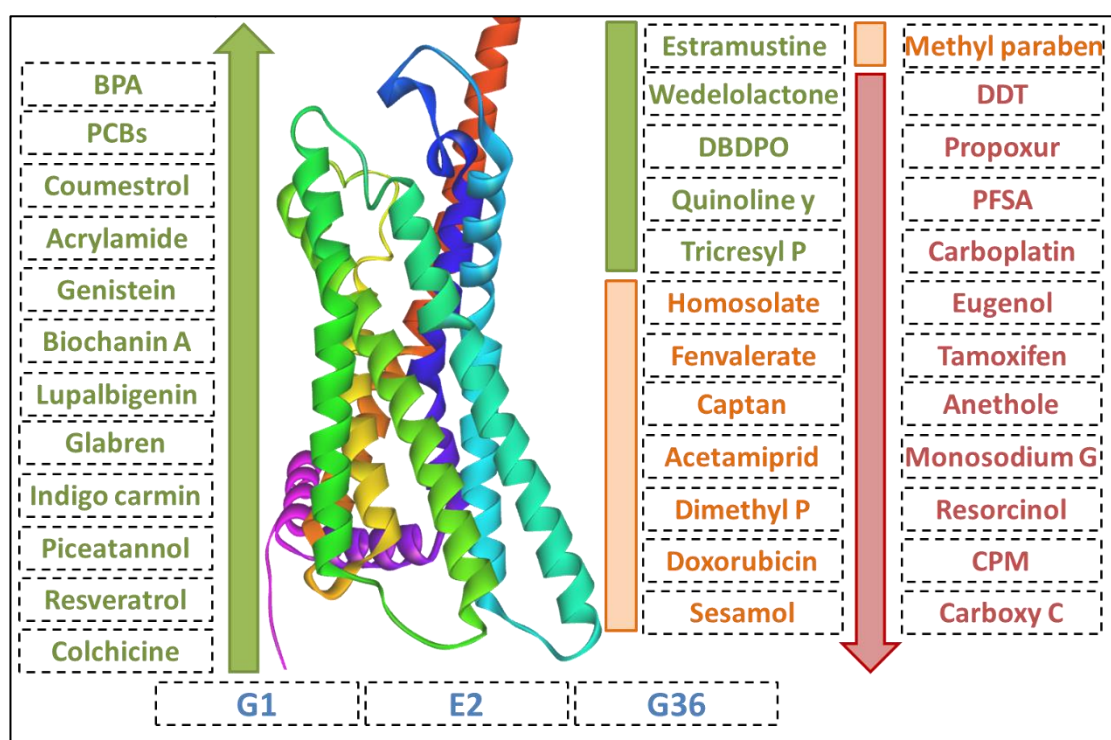 BPA
PCBs
Coumestrol
Acrylamide
Genistein
Biochanin A
Lupalbigenin
Glabren
Indigo carmin
Piceatannol
Resveratrol
Colchicine
Estramustine
Wedelolactone
DBDPO
Quinoline y
Tricresyl P
Homosolate
Fenvalerate
Captan
Acetamiprid
Dimethyl P
Doxorubicin
Sesamol
Methyl paraben
DDT
Propoxur
PFSA
Carboplatin
Eugenol
Tamoxifen
Anethole
Monosodium G
Resorcinol
CPM
Carboxy C
G1
E2
G36